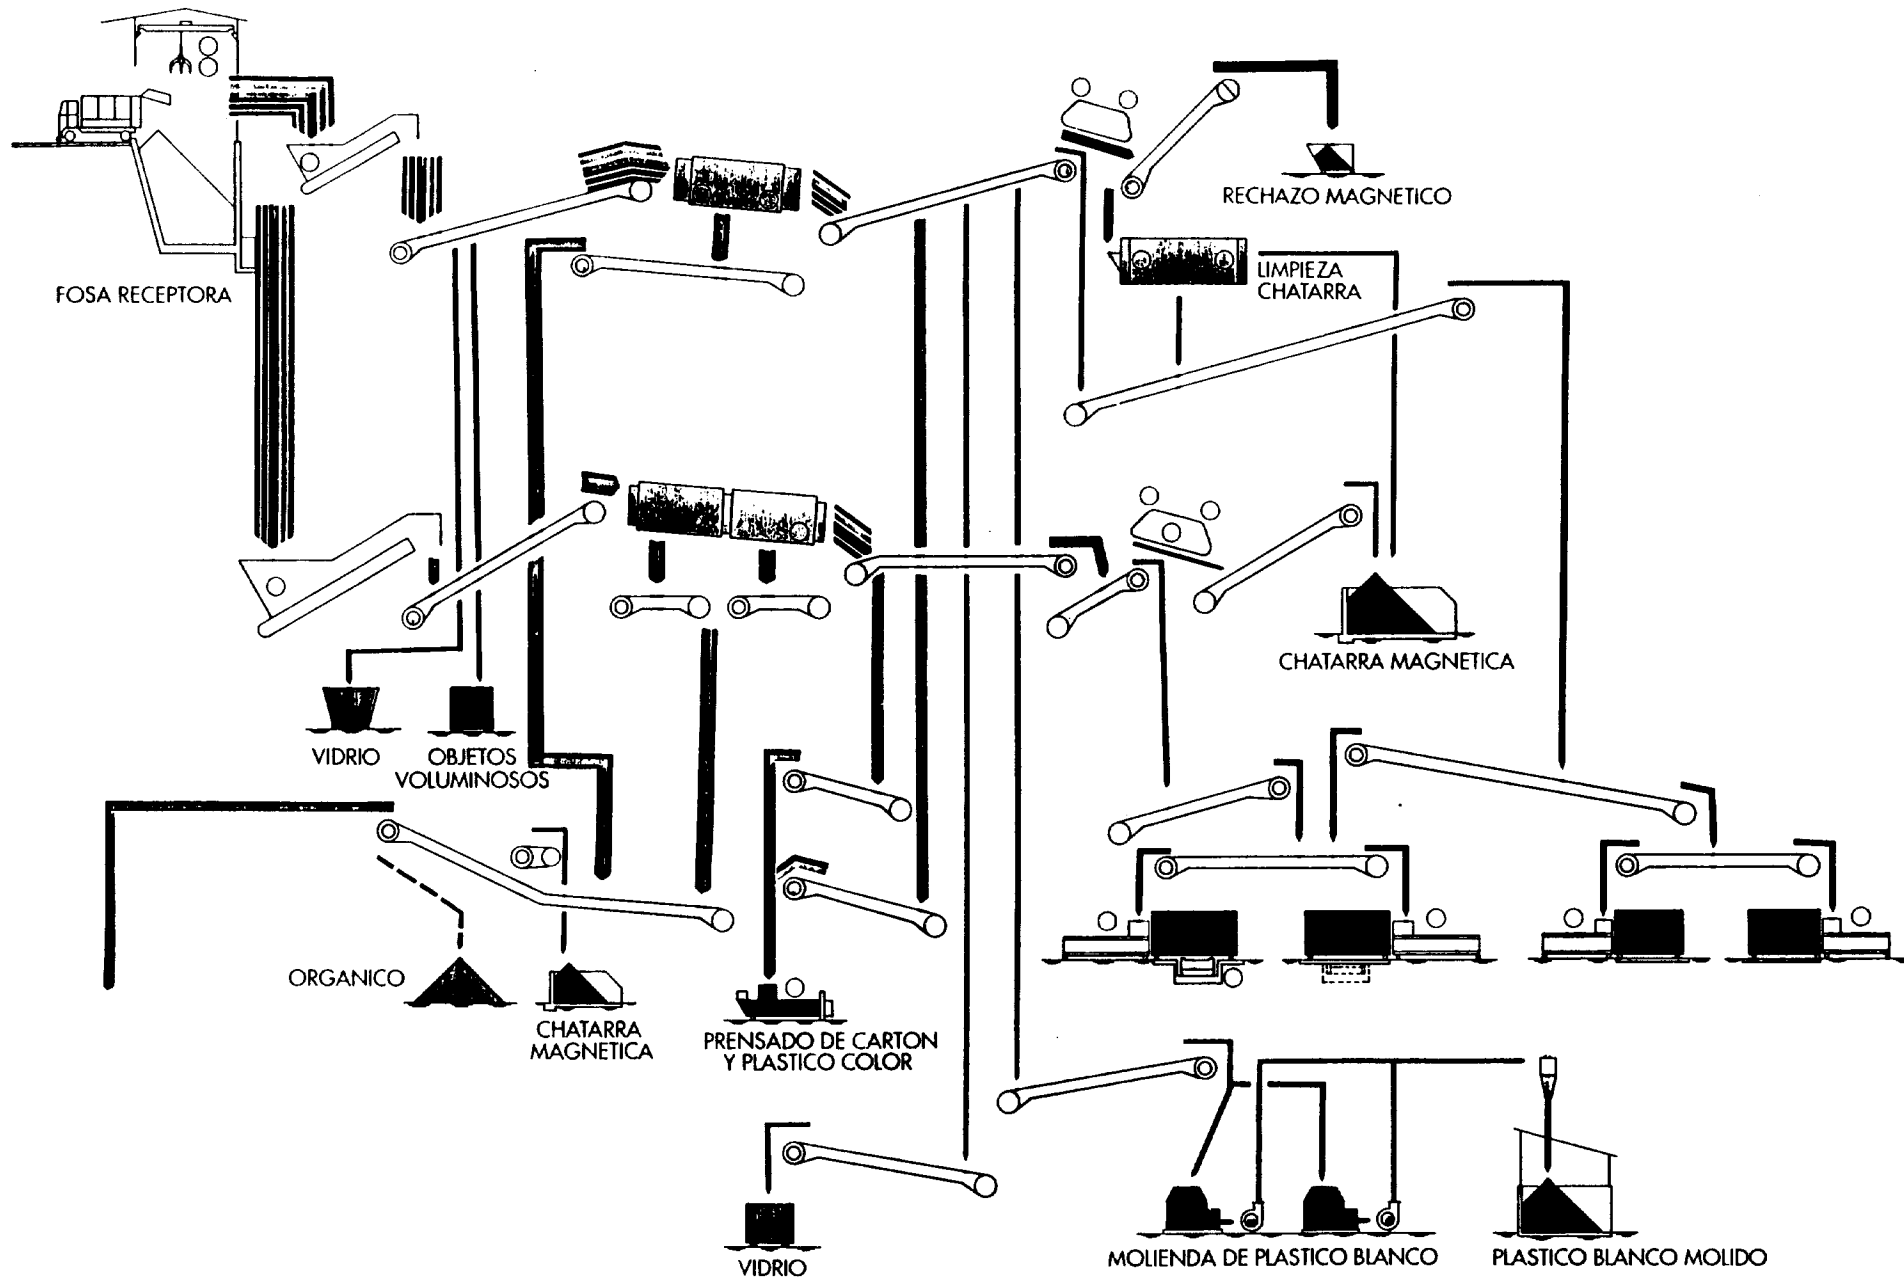 RECHAZO MAGNETICO
FOSA RECEPTORA
LIMPIEZA
CHATARRA
CHATARRA MAGNETICA
VIDRIO
OBJETOS
VOLUMINOSOS
ORGANICO
CHATARRA
MAGNETICA
PRENSADO DE CARTON
Y PLASTICO COLOR
VIDRIO
MOLIENDA DE PLASTICO BLANCO
PLASTICO BLANCO MOLIDO